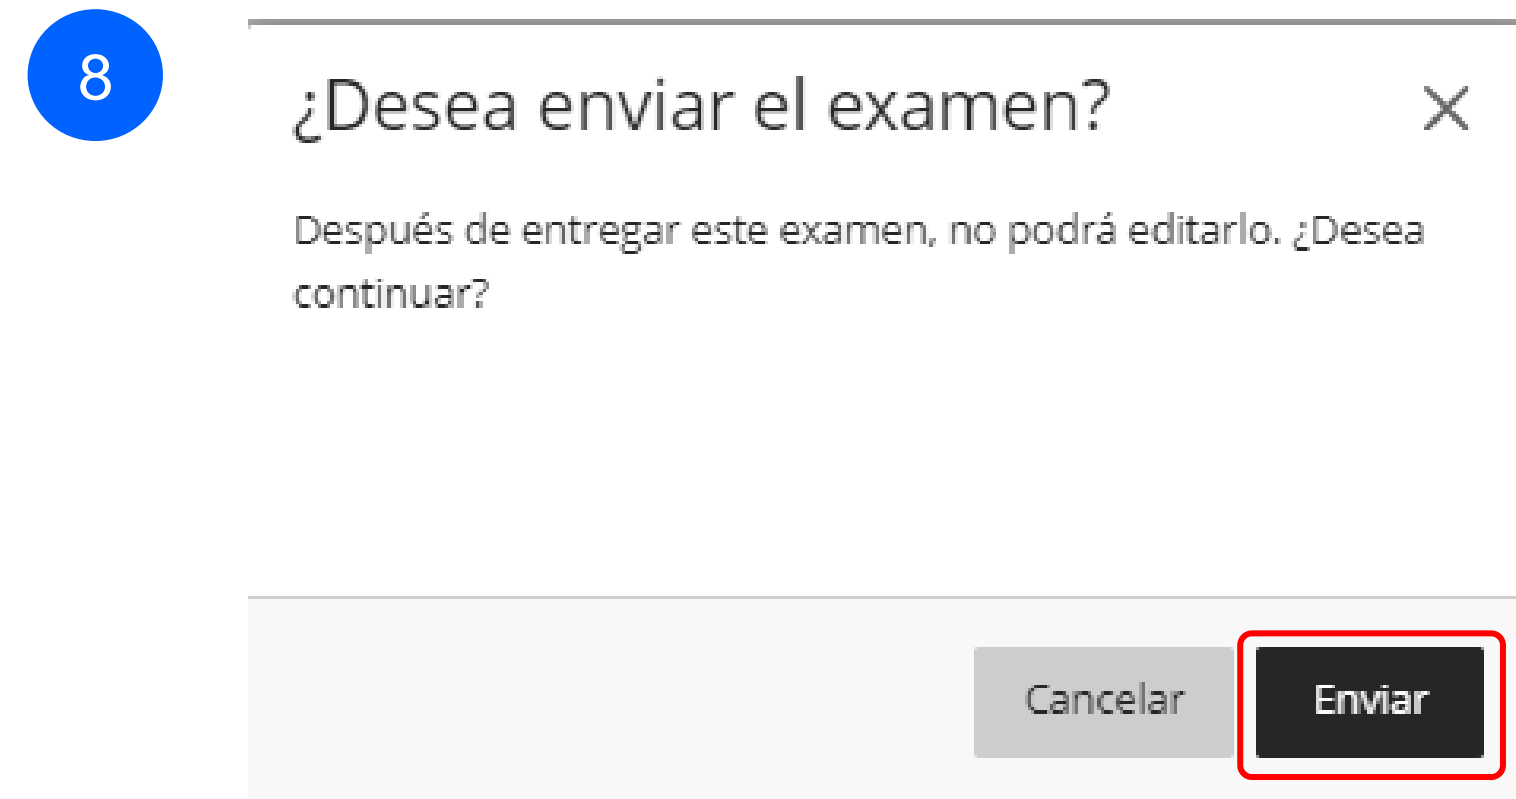 8
¿Desea enviar el examen?
Después de entregar este examen, no podrá editarlo. ¿Desea
continuar?
Cancelar
Enviar